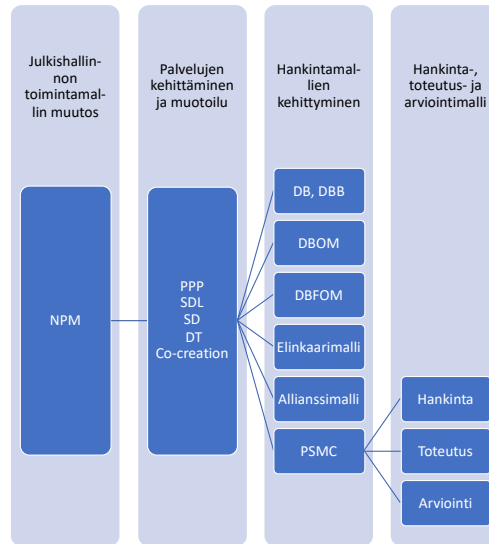 Julkishallin-
non
toimintamal-
lin muutos
Palvelujen
kehittäminen
ja muotoilu
Hankintamal-
lien
kehittyminen
Hankinta-,
toteutus- ja
arviointimalli
NPM
PPP
SDL
SD
DT
Co-creation
DB, DBB
DBOM
DBFOM
Elinkaarimalli
Allianssimalli
PSMC
Hankinta
Toteutus
Arviointi